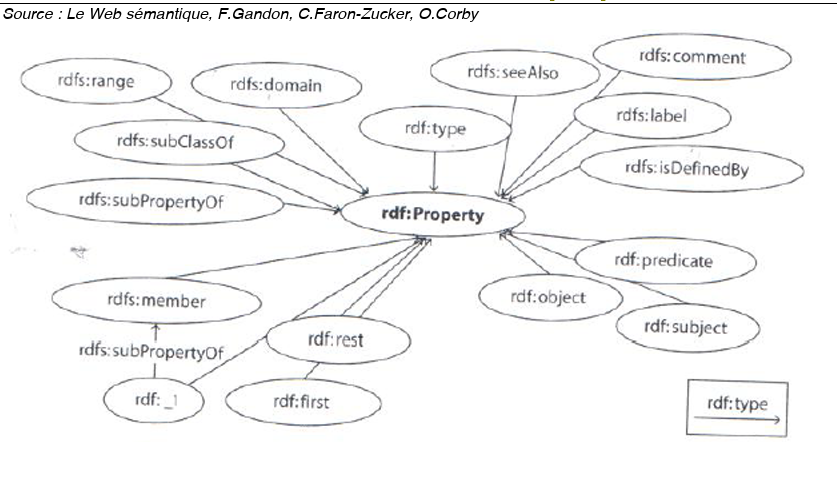 Source : Le Web sémantique, F.Gandon, C.Faron-Zucker, O.Corby
rdfs:comment
rdfs:seeAlso
rdfs:range
rdfs:domain
rdfs:label
rdf:type
rdfs:subClassOf
rdfs:isDefinedBy
rdfs:subPropertyOf
rdf:Property
rdf:predicate
rdfs:member
rdf:object
rdf:subject
rdf:rest
rdfs:subPropertyOf
rdf:_1
rdf:first
rdf:type